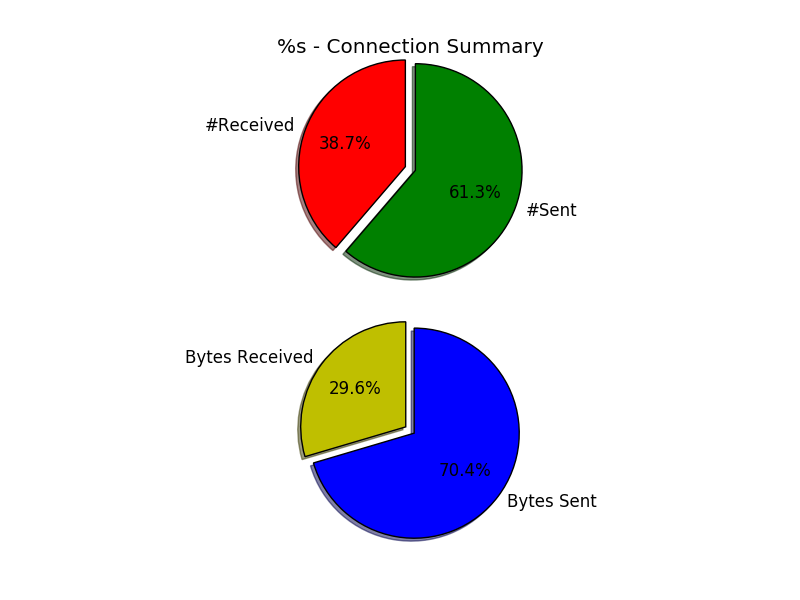 %s - Connection Summary
#Received
38.7%
61.3%
#Sent
Bytes Received
29.6%
70.4%
Bytes Sent